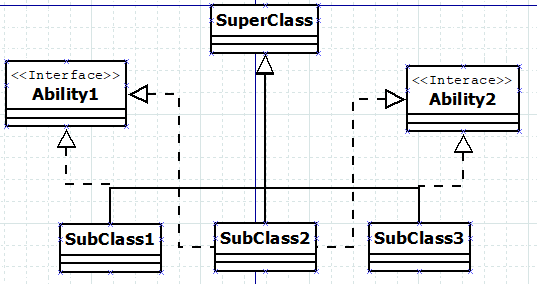 SuperClass
<<Interface>>
Ability1
<<Interace>>
Ability2
SubClass1
SubClass2
SubClass3